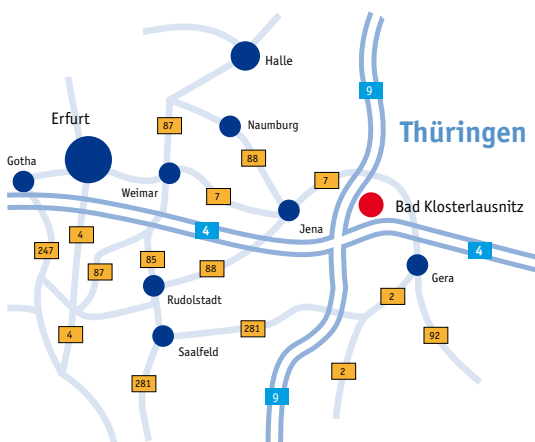 Halle
9
Erfurt
87
Naumburg
Thüringen
Gotha
88
Weimar
7
7
Bad Klosterlausnitz
Jena
4
4
247
4
4
85
88
87
Gera
Rudolstadt
2
281
92
4
Saalfeld
2
281
9